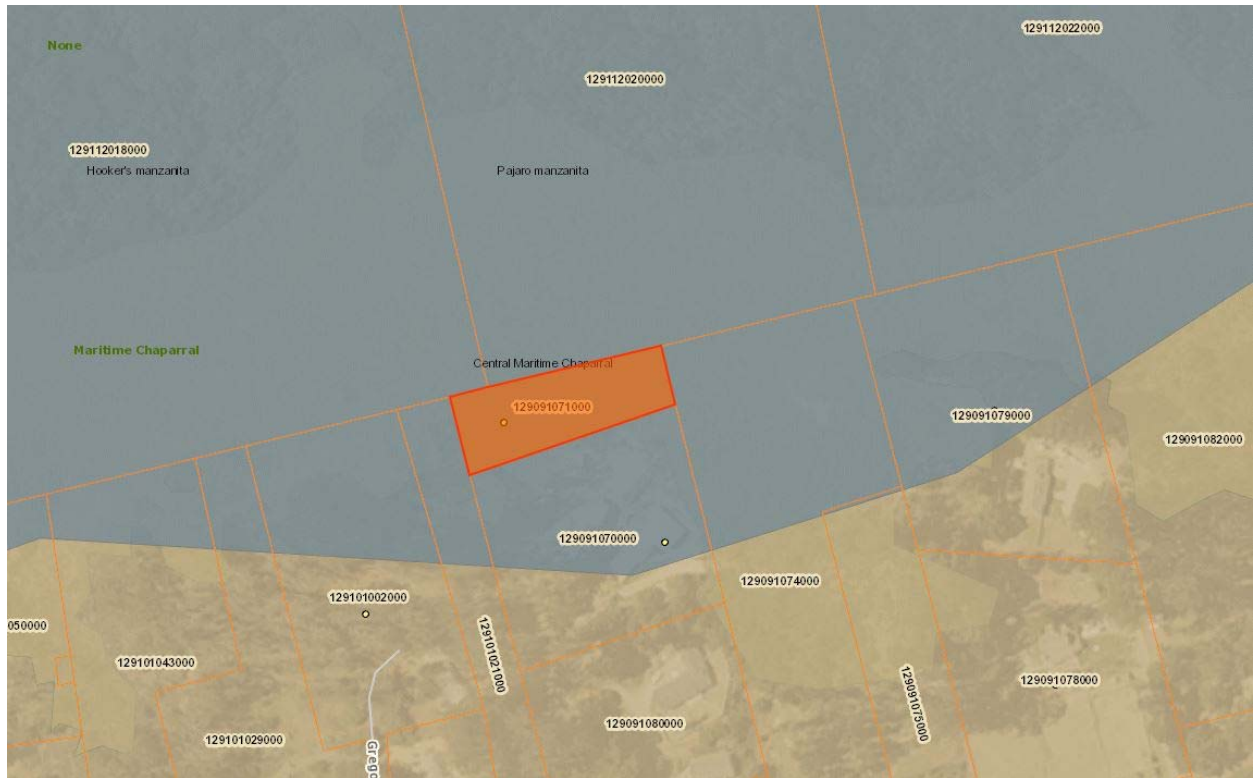 None
129112022000
129112020000
129112018000
Hooker's manzanita
Pajaro manzanita
Maritime Chaparral
Central Maritime Chaparral
129091071000
129091079000
129091082000
129091070000
129091074000
129101002000
050000
129101043000
129101021000
129091078000
129091075000
129091080000
129101029000
Grego